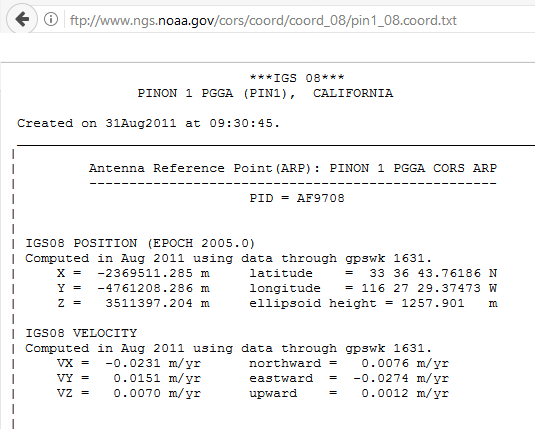 ftp://www.ngs.noaa.gov/cors/coord/coord_08/pin1_08.coord.txt
***IGS 08***
PINON 1 PGGA (PIN1),  CALIFORNIA
Created on 31Aug2011 at 09:30:45.
Antenna Reference Point(ARP): PINON 1 PGGA CORS ARP
---------------------------------------------------
PID = AF9708
IGS08 POSITION (EPOCH 2005.0)
Computed in Aug 2011 using data through gpswk 1631.
X =  -2369511.285 m     latitude    =  33 36 43.76186 N
Y =  -4761208.286 m     longitude   = 116 27 29.37473 W
Z =   3511397.204 m     ellipsoid height = 1257.901   m
IGS08 VELOCITY
Computed in Aug 2011 using data through gpswk 1631.
VX =  -0.0231 m/yr      northward =   0.0076 m/yr
VY =   0.0151 m/yr      eastward  =  -0.0274 m/yr
VZ =   0.0070 m/yr      upward    =   0.0012 m/yr